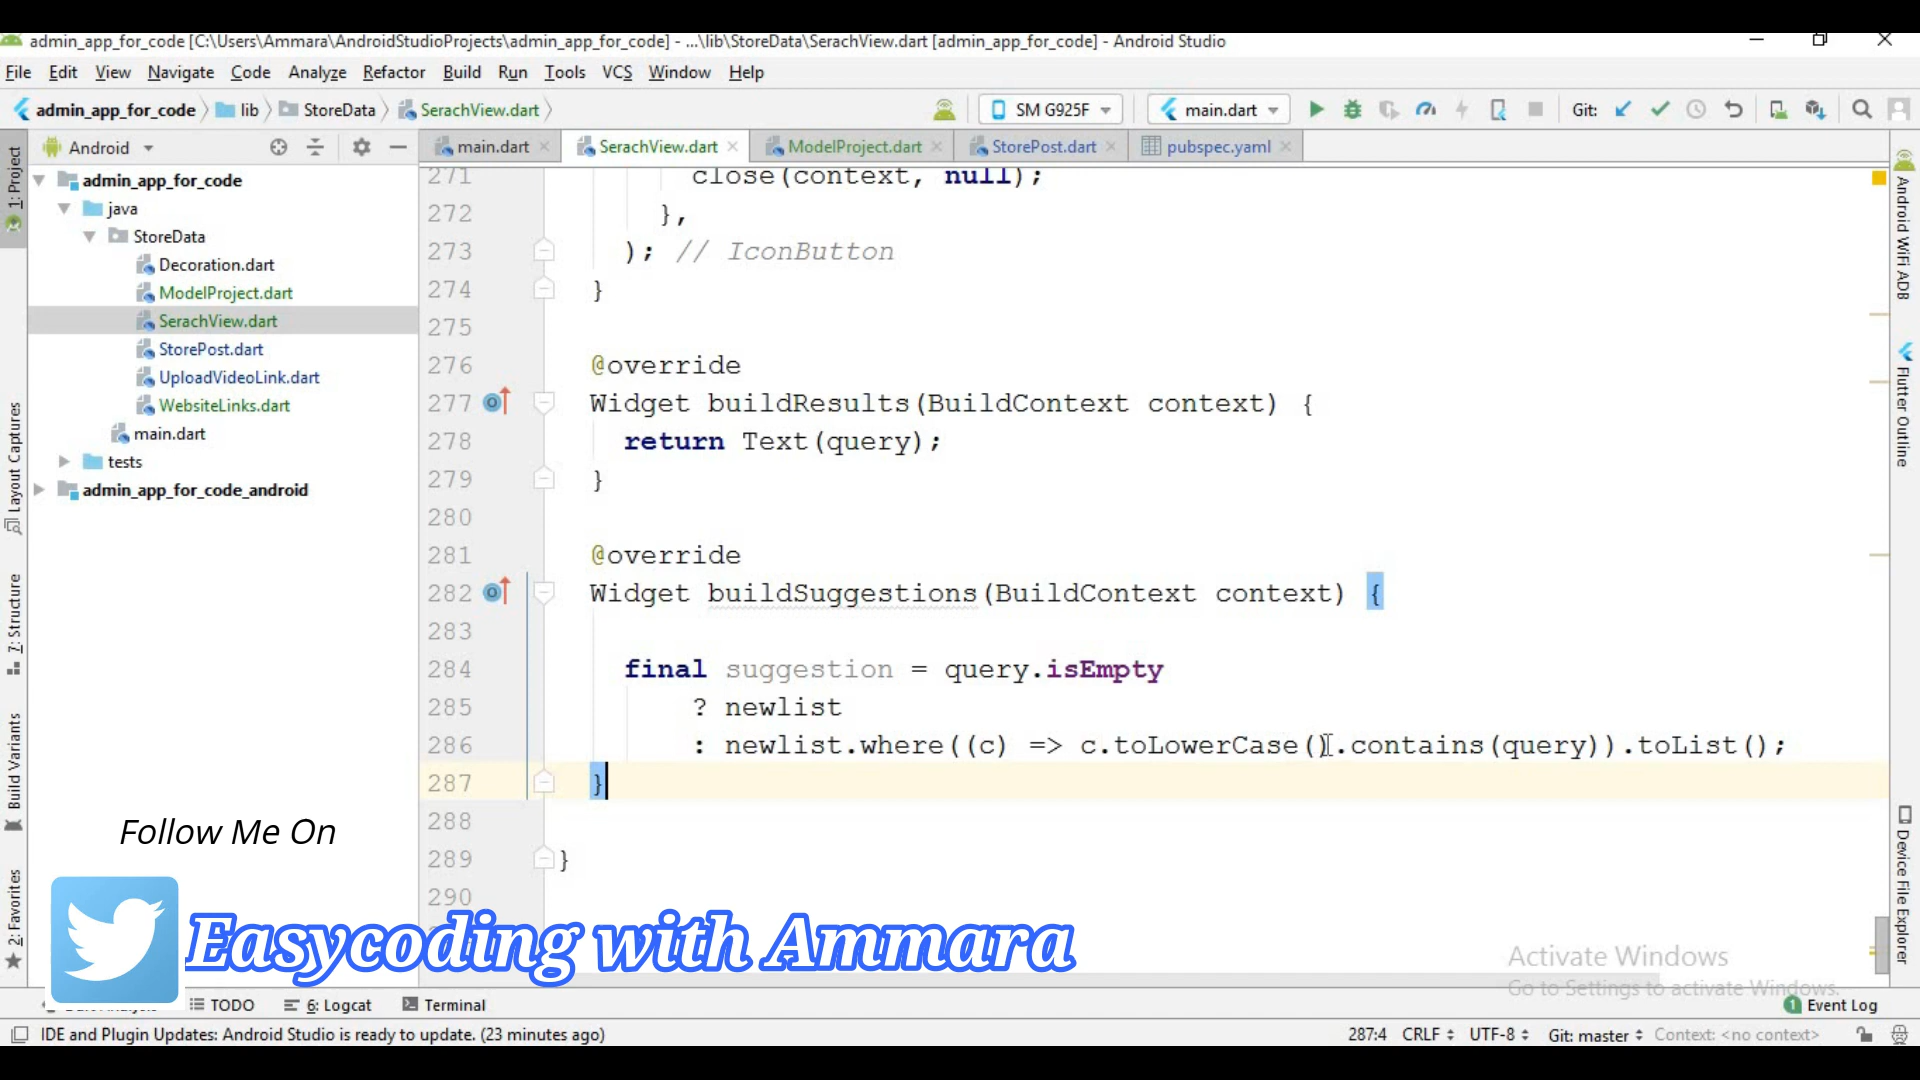 admin_app_for_code [C:\Users\Ammara\AndroidStudioProjects\admin_app_for_code] - ...\lib\StoreData\SerachView.dart [admin_app_for_code] - Android Studio
File Edit View Navigate Code Analyze Refactor Build Run Tools VCS Window Help
admin_app_for_code lib StoreData SerachView.dart SM G925F main.dart Git:
Android main.dart SerachView.dart ModelProject.dart StorePost.dart pubspec.yaml
admin_app_for_code
java
StoreData
Decoration.dart
ModelProject.dart
SerachView.dart
StorePost.dart
UploadVideoLink.dart
WebsiteLinks.dart
main.dart
tests
admin_app_for_code_android
1: Project
Layout Captures
7: Structure
Build Variants
2: Favorites
271 close(context, null);
272 },
273 ); // IconButton
274 }
275
276 @override
277 Widget buildResults(BuildContext context) {
278 return Text(query);
279 }
280
281 @override
282 Widget buildSuggestions(BuildContext context) {
283
284 final suggestion = query.isEmpty
285 ? newlist
286 : newlist.where((c) => c.toLowerCase().contains(query)).toList();
287 }
288
289 }
290
Android WiFi ADB
Flutter Outline
Device File Explorer
Follow Me On
Easycoding with Ammara
Activate Windows
Go to Settings to activate Windows.
TODO 6: Logcat Terminal 1 Event Log
IDE and Plugin Updates: Android Studio is ready to update. (23 minutes ago) 287:4 CRLF UTF-8 Git: master Context: <no context>